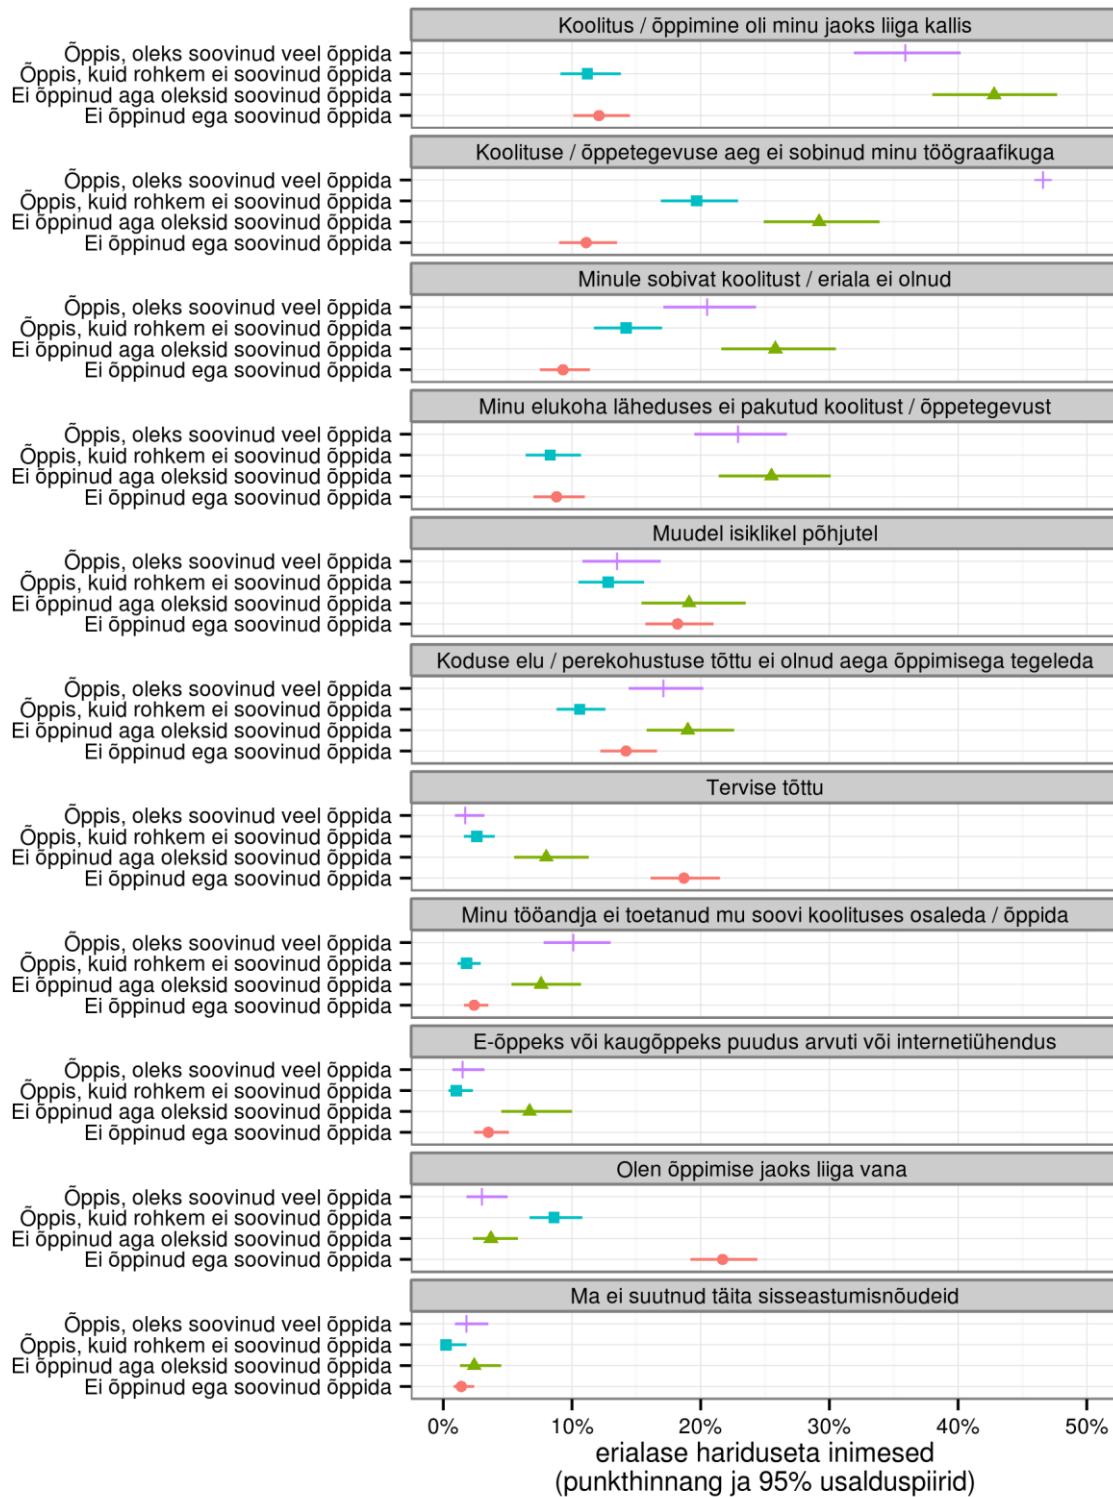 Koolitus / õppimine oli minu jaoks liiga kallis
Õppis, oleks soovinud veel õppida
Õppis, kuid rohkem ei soovinud õppida
Ei õppinud aga oleksid soovinud õppida
Ei õppinud ega soovinud õppida
Koolituse / õppetegevuse aeg ei sobinud minu töögraafikuga
Õppis, oleks soovinud veel õppida
Õppis, kuid rohkem ei soovinud õppida
Ei õppinud aga oleksid soovinud õppida
Ei õppinud ega soovinud õppida
Minule sobivat koolitust / eriala ei olnud
Õppis, oleks soovinud veel õppida
Õppis, kuid rohkem ei soovinud õppida
Ei õppinud aga oleksid soovinud õppida
Ei õppinud ega soovinud õppida
Minu elukoha läheduses ei pakutud koolitust / õppetegevust
Õppis, oleks soovinud veel õppida
Õppis, kuid rohkem ei soovinud õppida
Ei õppinud aga oleksid soovinud õppida
Ei õppinud ega soovinud õppida
Muudel isiklikel põhjutel
Õppis, oleks soovinud veel õppida
Õppis, kuid rohkem ei soovinud õppida
Ei õppinud aga oleksid soovinud õppida
Ei õppinud ega soovinud õppida
Koduse elu / perekohustuse tõttu ei olnud aega õppimisega tegeleda
Õppis, oleks soovinud veel õppida
Õppis, kuid rohkem ei soovinud õppida
Ei õppinud aga oleksid soovinud õppida
Ei õppinud ega soovinud õppida
Tervise tõttu
Õppis, oleks soovinud veel õppida
Õppis, kuid rohkem ei soovinud õppida
Ei õppinud aga oleksid soovinud õppida
Ei õppinud ega soovinud õppida
Minu tööandja ei toetanud mu soovi koolituses osaleda / õppida
Õppis, oleks soovinud veel õppida
Õppis, kuid rohkem ei soovinud õppida
Ei õppinud aga oleksid soovinud õppida
Ei õppinud ega soovinud õppida
E-õppeks või kaugõppeks puudus arvuti või internetiühendus
Õppis, oleks soovinud veel õppida
Õppis, kuid rohkem ei soovinud õppida
Ei õppinud aga oleksid soovinud õppida
Ei õppinud ega soovinud õppida
Olen õppimise jaoks liiga vana
Õppis, oleks soovinud veel õppida
Õppis, kuid rohkem ei soovinud õppida
Ei õppinud aga oleksid soovinud õppida
Ei õppinud ega soovinud õppida
Ma ei suutnud täita sisseastumisnõudeid
Õppis, oleks soovinud veel õppida
Õppis, kuid rohkem ei soovinud õppida
Ei õppinud aga oleksid soovinud õppida
Ei õppinud ega soovinud õppida
0% 10% 20% 30% 40% 50%
erialase hariduseta inimesed
(punkthinnang ja 95% usalduspiirid)